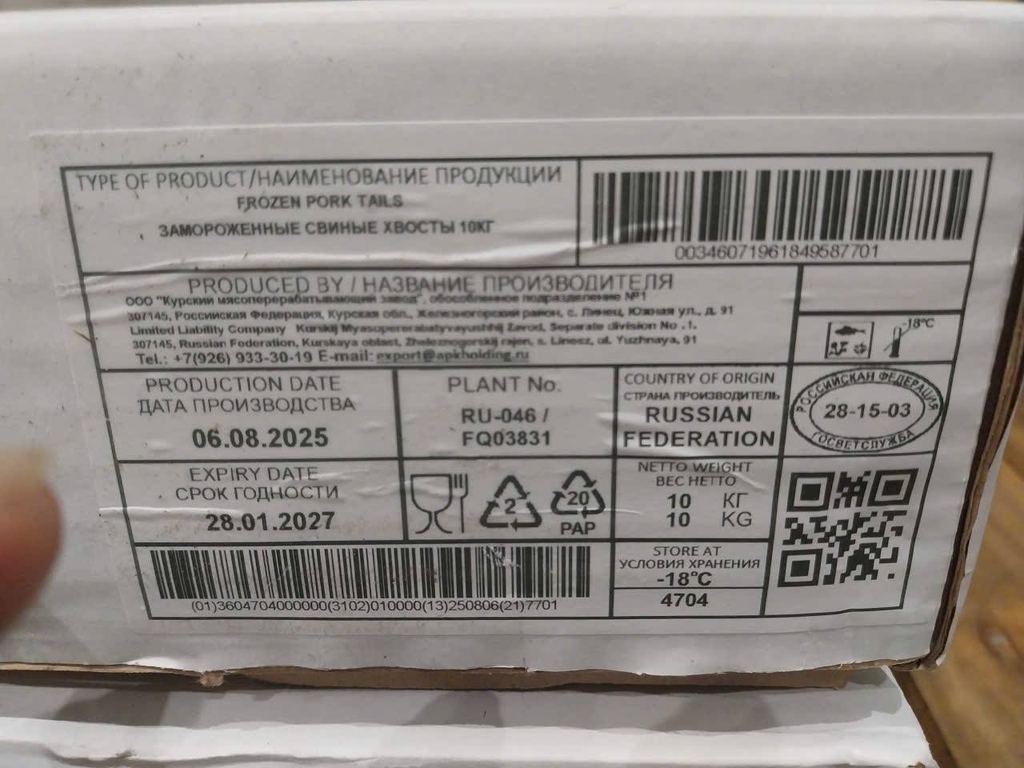 TYPE OF PRODUCT/НАИМЕНОВАНИЕ ПРОДУКЦИИ
FROZEN PORK TAILS
ЗАМОРОЖЕННЫЕ СВИНЫЕ ХВОСТЫ 10КГ
00346071961849587701
PRODUCED BY / НАЗВАНИЕ ПРОИЗВОДИТЕЛЯ
ООО "Курский мясоперерабатывающий завод", обособленное подразделение №1
307145, Российская Федерация, Курская обл., Железногорский район, с. Линец, Южная ул., д. 91
Limited Liability Company Kurskij Myasopererabatyvayushhij Zavod, Separate division No .1.
307145, Russian Federation, Kurskaya oblast, Zheleznogorskij rajon, s. Linecz, ul. Yuzhnaya, 91
Tel.: +7(926) 933-30-19 E-mail: export@apkholding.ru
-18°C
PRODUCTION DATE
ДАТА ПРОИЗВОДСТВА
06.08.2025
PLANT No.
RU-046 /
FQ03831
COUNTRY OF ORIGIN
СТРАНА ПРОИЗВОДИТЕЛЬ
RUSSIAN
FEDERATION
РОССИЙСКАЯ ФЕДЕРАЦИЯ
28-15-03
ГОСВЕТСЛУЖБА
EXPIRY DATE
СРОК ГОДНОСТИ
28.01.2027
2
20
PAP
NETTO WEIGHT
ВЕС НЕТТО
10 КГ
10 KG
STORE AT
УСЛОВИЯ ХРАНЕНИЯ
-18°C
4704
(01)3604704000000(3102)010000(13)250806(21)7701